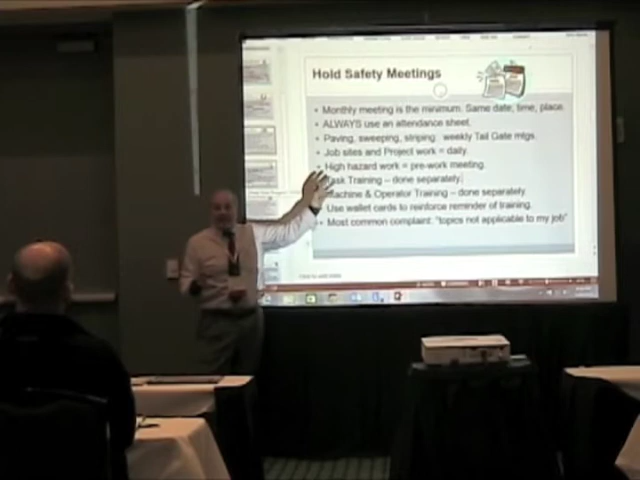 Hold Safety Meetings
Monthly meeting is the minimum. Same date, time, place.
ALWAYS use an attendance sheet.
Paving, sweeping, striping: weekly Tail Gate mtgs.
Job sites and Project work = daily.
High hazard work = pre-work meeting.
Task Training – done separately.
Machine & Operator Training – done separately.
Use wallet cards to reinforce reminder of training.
Most common complaint: "topics not applicable to my job"